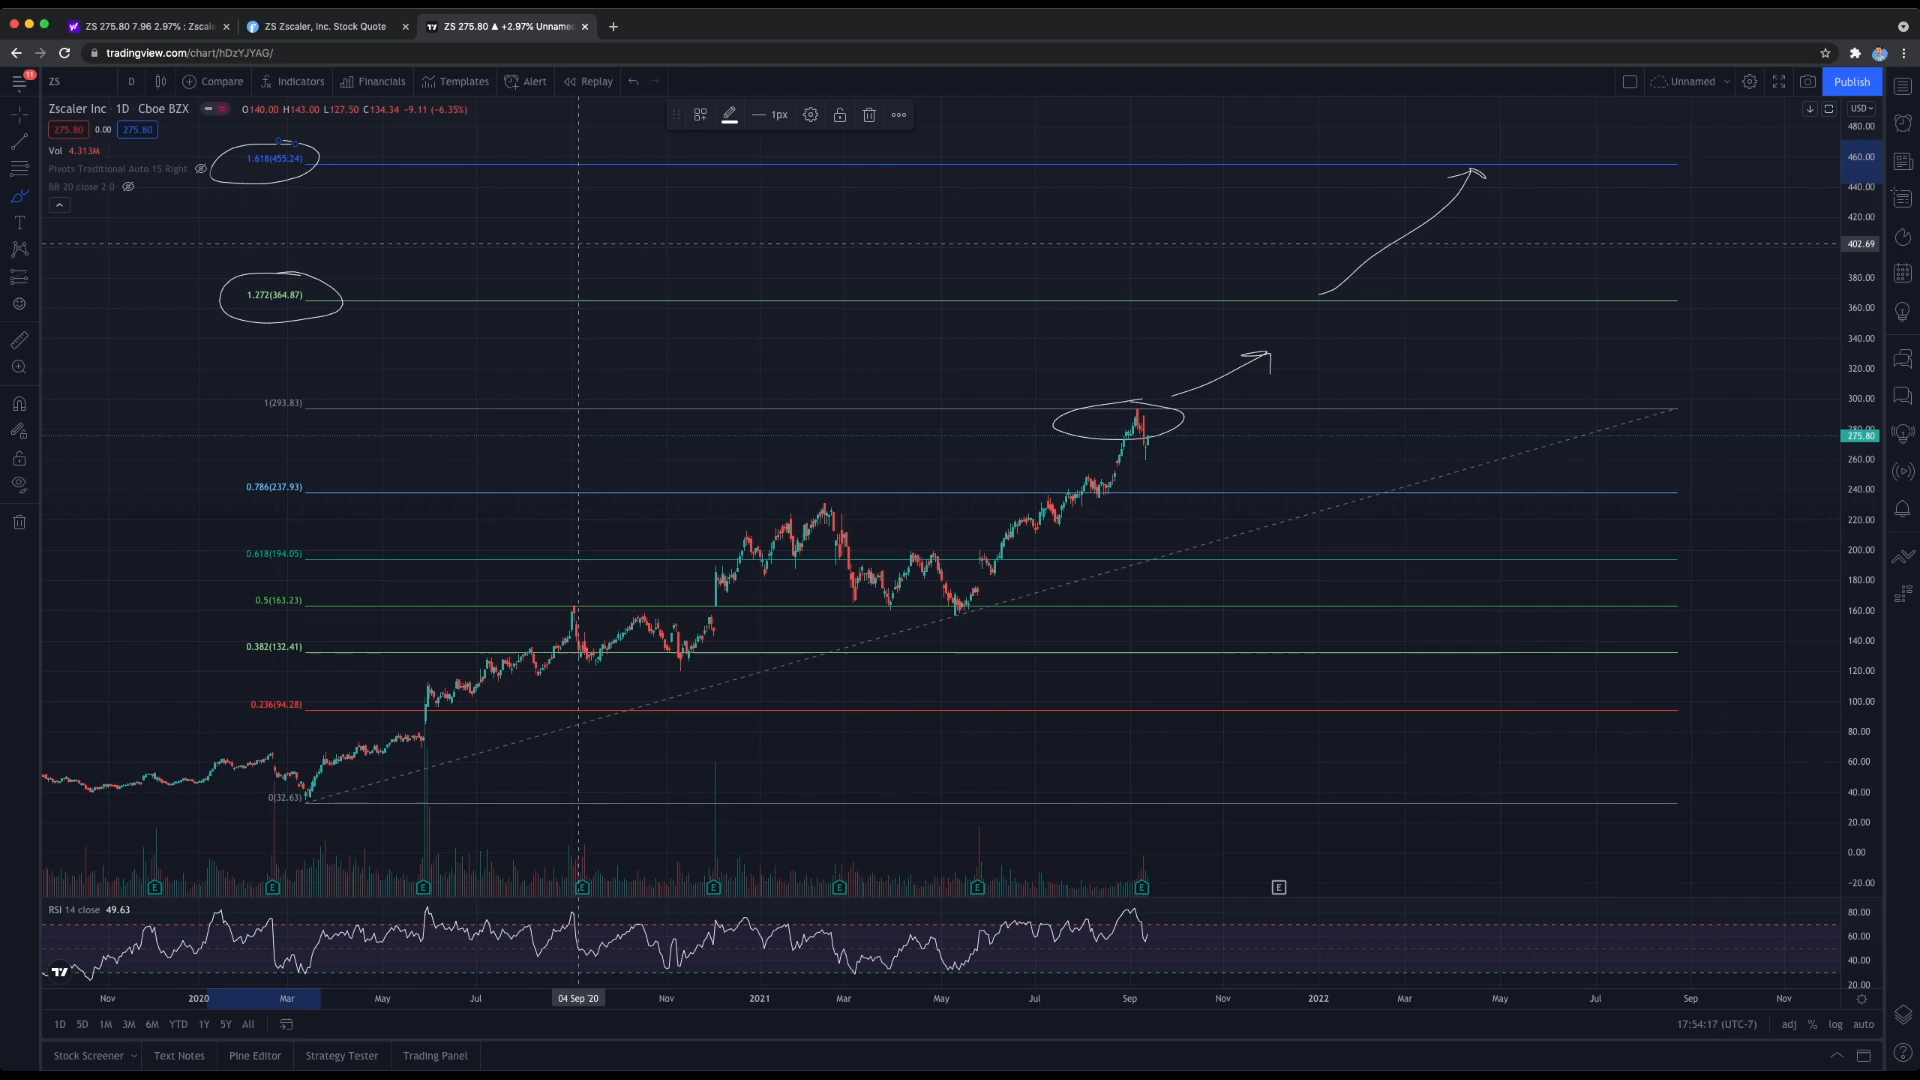 ZS 275.80 7.96 2.97% : Zscale
ZS Zscaler, Inc. Stock Quote
ZS 275.80 ▲ +2.97% Unname
tradingview.com/chart/hDzYJYAG/
11
ZS D Compare Indicators Financials Templates Alert Replay Unnamed Publish
Zscaler Inc · 1D · Cboe BZX O140.00 H143.00 L127.50 C134.34 -9.11 (-6.35%)
1px
USD
275.80 0.00 275.80
Vol 4.313M
Pivots Traditional Auto 15 Right
BB 20 close 2 0
1.618(455.24)
1.272(364.87)
1(293.83)
0.786(237.93)
0.618(194.05)
0.5(163.23)
0.382(132.41)
0.236(94.28)
0(32.63)
480.00
460.00
440.00
420.00
402.69
380.00
360.00
340.00
320.00
300.00
275.80
260.00
240.00
220.00
200.00
180.00
160.00
140.00
120.00
100.00
80.00
60.00
40.00
20.00
0.00
-20.00
E E E E E E E E E
RSI 14 close 49.63
80.00
60.00
40.00
20.00
Nov 2020 Mar May Jul 04 Sep '20 Nov 2021 Mar May Jul Sep Nov 2022 Mar May Jul Sep Nov
1D 5D 1M 3M 6M YTD 1Y 5Y All
17:54:17 (UTC-7) adj % log auto
Stock Screener Text Notes Pine Editor Strategy Tester Trading Panel